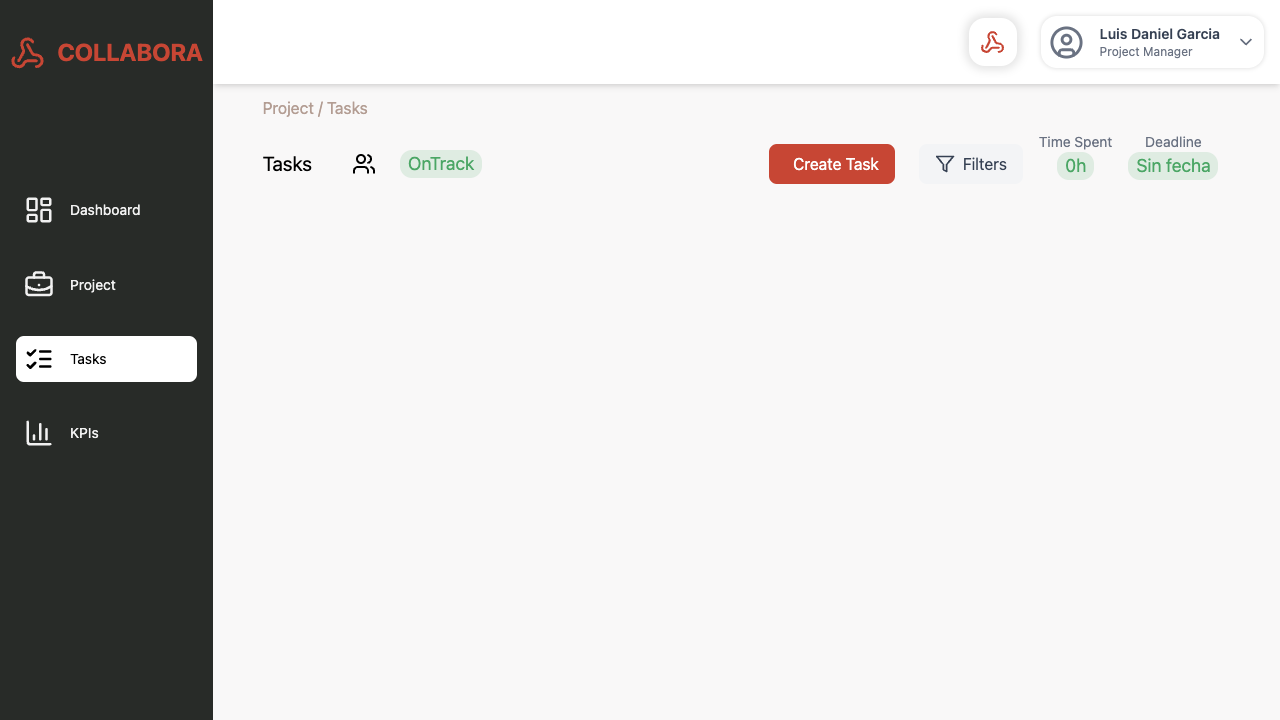 COLLABORA
Luis Daniel Garcia
Project Manager
Project / Tasks
Tasks
OnTrack
Create Task
Filters
Time Spent
0h
Deadline
Sin fecha
Dashboard
Project
Tasks
KPIs